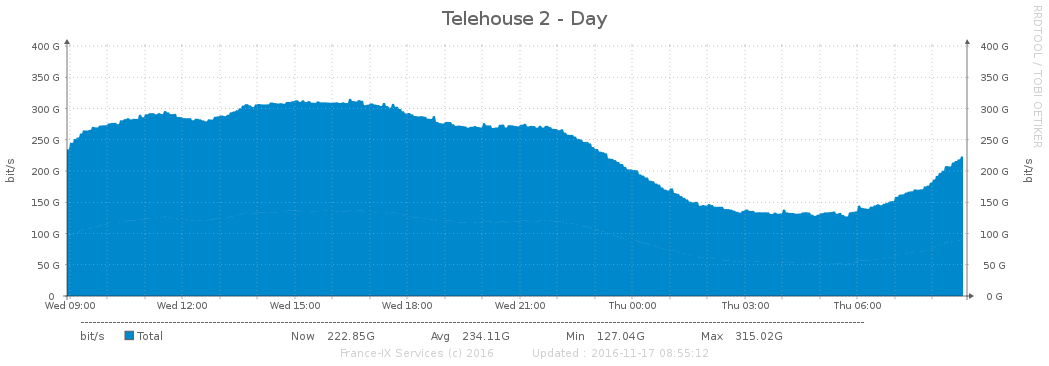 Telehouse 2 - Day
RRDTOOL / TOBI OETIKER
400 G 400 G
350 G 350 G
300 G 300 G
250 G 250 G
200 G 200 G
150 G 150 G
100 G 100 G
50 G 50 G
0 0 G
bit/s bit/s
Wed 09:00 Wed 12:00 Wed 15:00 Wed 18:00 Wed 21:00 Thu 00:00 Thu 03:00 Thu 06:00
bit/s Total Now 222.85G Avg 234.11G Min 127.04G Max 315.02G
France-IX Services (c) 2016 Updated : 2016-11-17 08:55:12